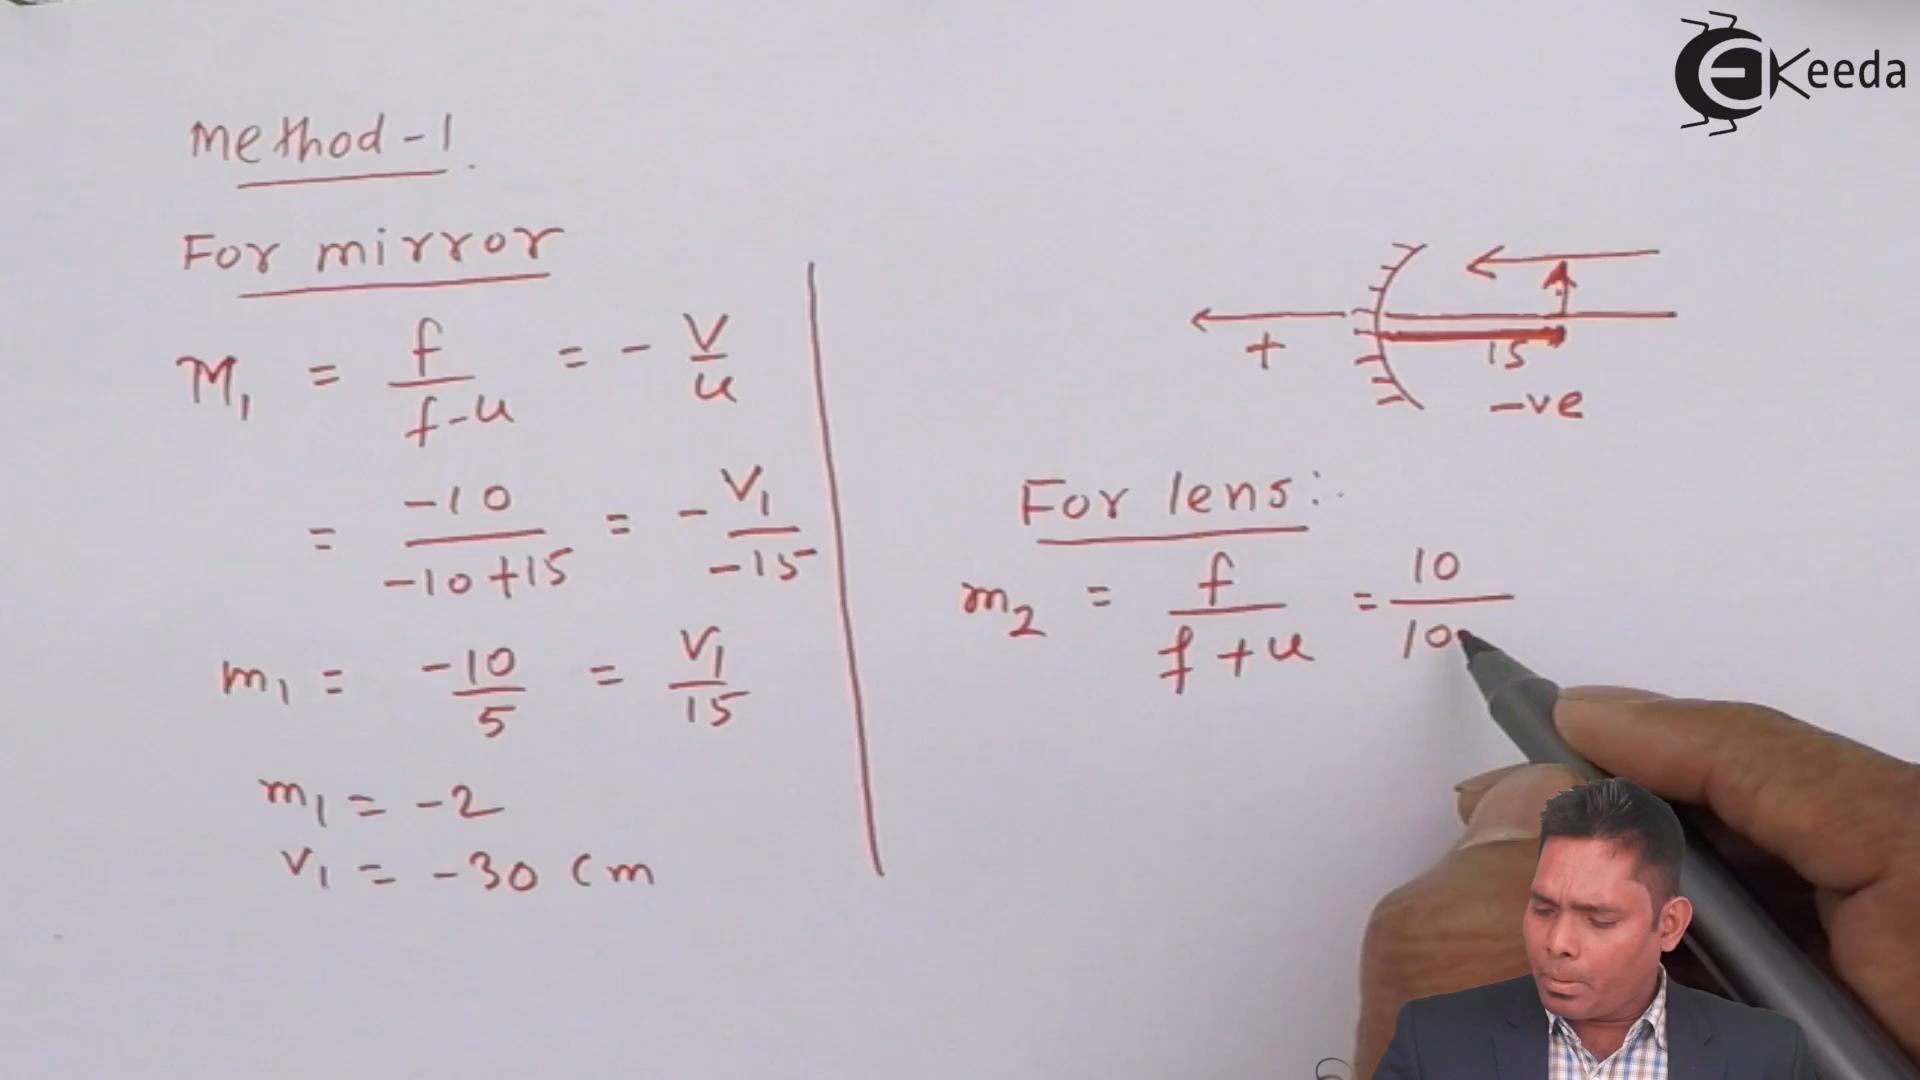 EKeeda
Method-1.
For mirror
M₁ = f/(f-u) = - v/u
= -10/(-10+15) = - V₁/-15
m₁ = -10/5 = V₁/15
m₁ = -2
V₁ = -30 cm
+
15
-ve
For lens:.
m₂ = f/(f+u) = 10/10